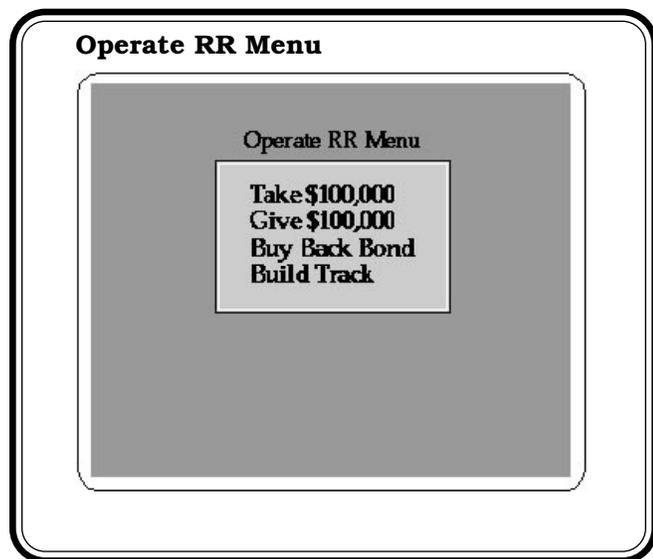 Operate RR Menu
Operate RR Menu
Take $100,000
Give $100,000
Buy Back Bond
Build Track